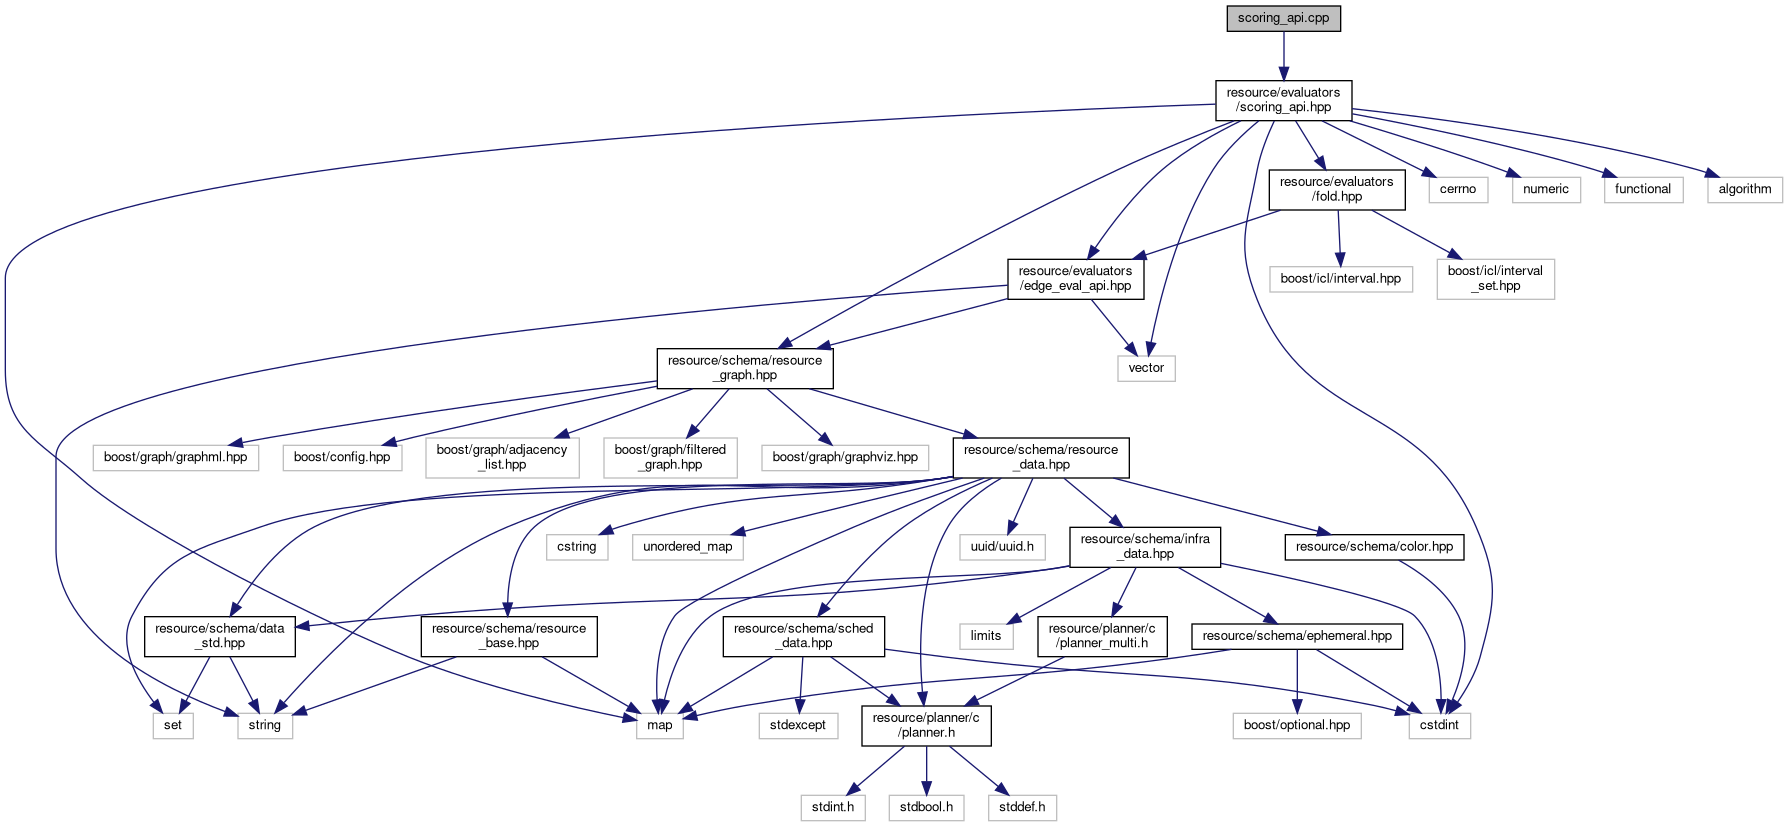 scoring_api.cpp
resource/evaluators
/scoring_api.hpp
resource/evaluators
/fold.hpp
cerrno
numeric
functional
algorithm
resource/evaluators
/edge_eval_api.hpp
boost/icl/interval.hpp
boost/icl/interval
_set.hpp
resource/schema/resource
_graph.hpp
vector
boost/graph/graphml.hpp
boost/config.hpp
boost/graph/adjacency
_list.hpp
boost/graph/filtered
_graph.hpp
boost/graph/graphviz.hpp
resource/schema/resource
_data.hpp
cstring
unordered_map
uuid/uuid.h
resource/schema/infra
_data.hpp
resource/schema/color.hpp
resource/schema/data
_std.hpp
resource/schema/resource
_base.hpp
resource/schema/sched
_data.hpp
limits
resource/planner/c
/planner_multi.h
resource/schema/ephemeral.hpp
set
string
map
stdexcept
resource/planner/c
/planner.h
boost/optional.hpp
cstdint
stdint.h
stdbool.h
stddef.h